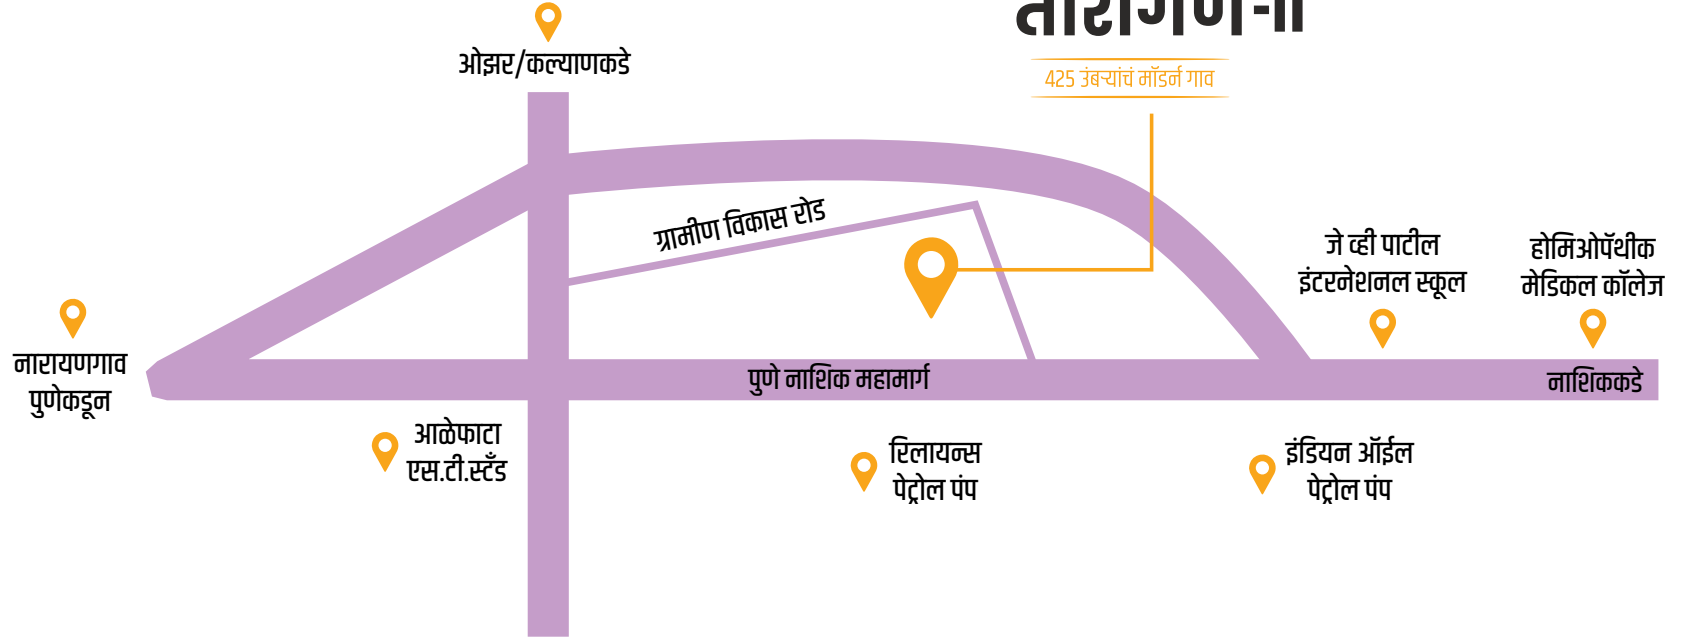 ओझर/कल्याणकडे
425 उंबऱ्यांचं मॉडर्न गाव
ग्रामीण विकास रोड
जे व्ही पाटील
इंटरनेशनल स्कूल
होमिओपॅथीक
मेडिकल कॉलेज
नारायणगाव
पुणेकडून
पुणे नाशिक महामार्ग
नाशिककडे
आळेफाटा
एस.टी.स्टँड
रिलायन्स
पेट्रोल पंप
इंडियन ऑईल
पेट्रोल पंप